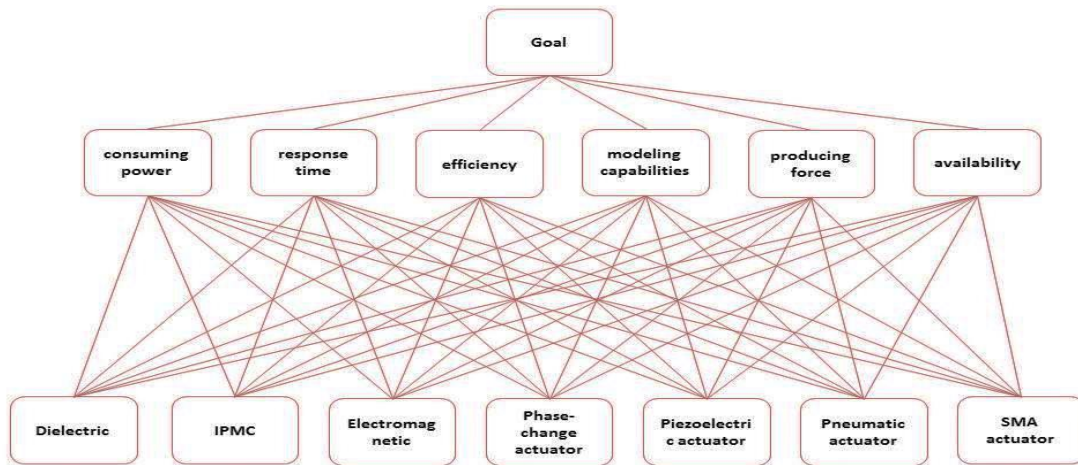 Goal
consuming
power
response
time
efficiency
modeling
capabilities
producing
force
availability
Dielectric
IPMC
Electromag
netic
Phase-
change actuator
Piezoelectri
c actuator
Pneumatic
actuator
SMA
actuator